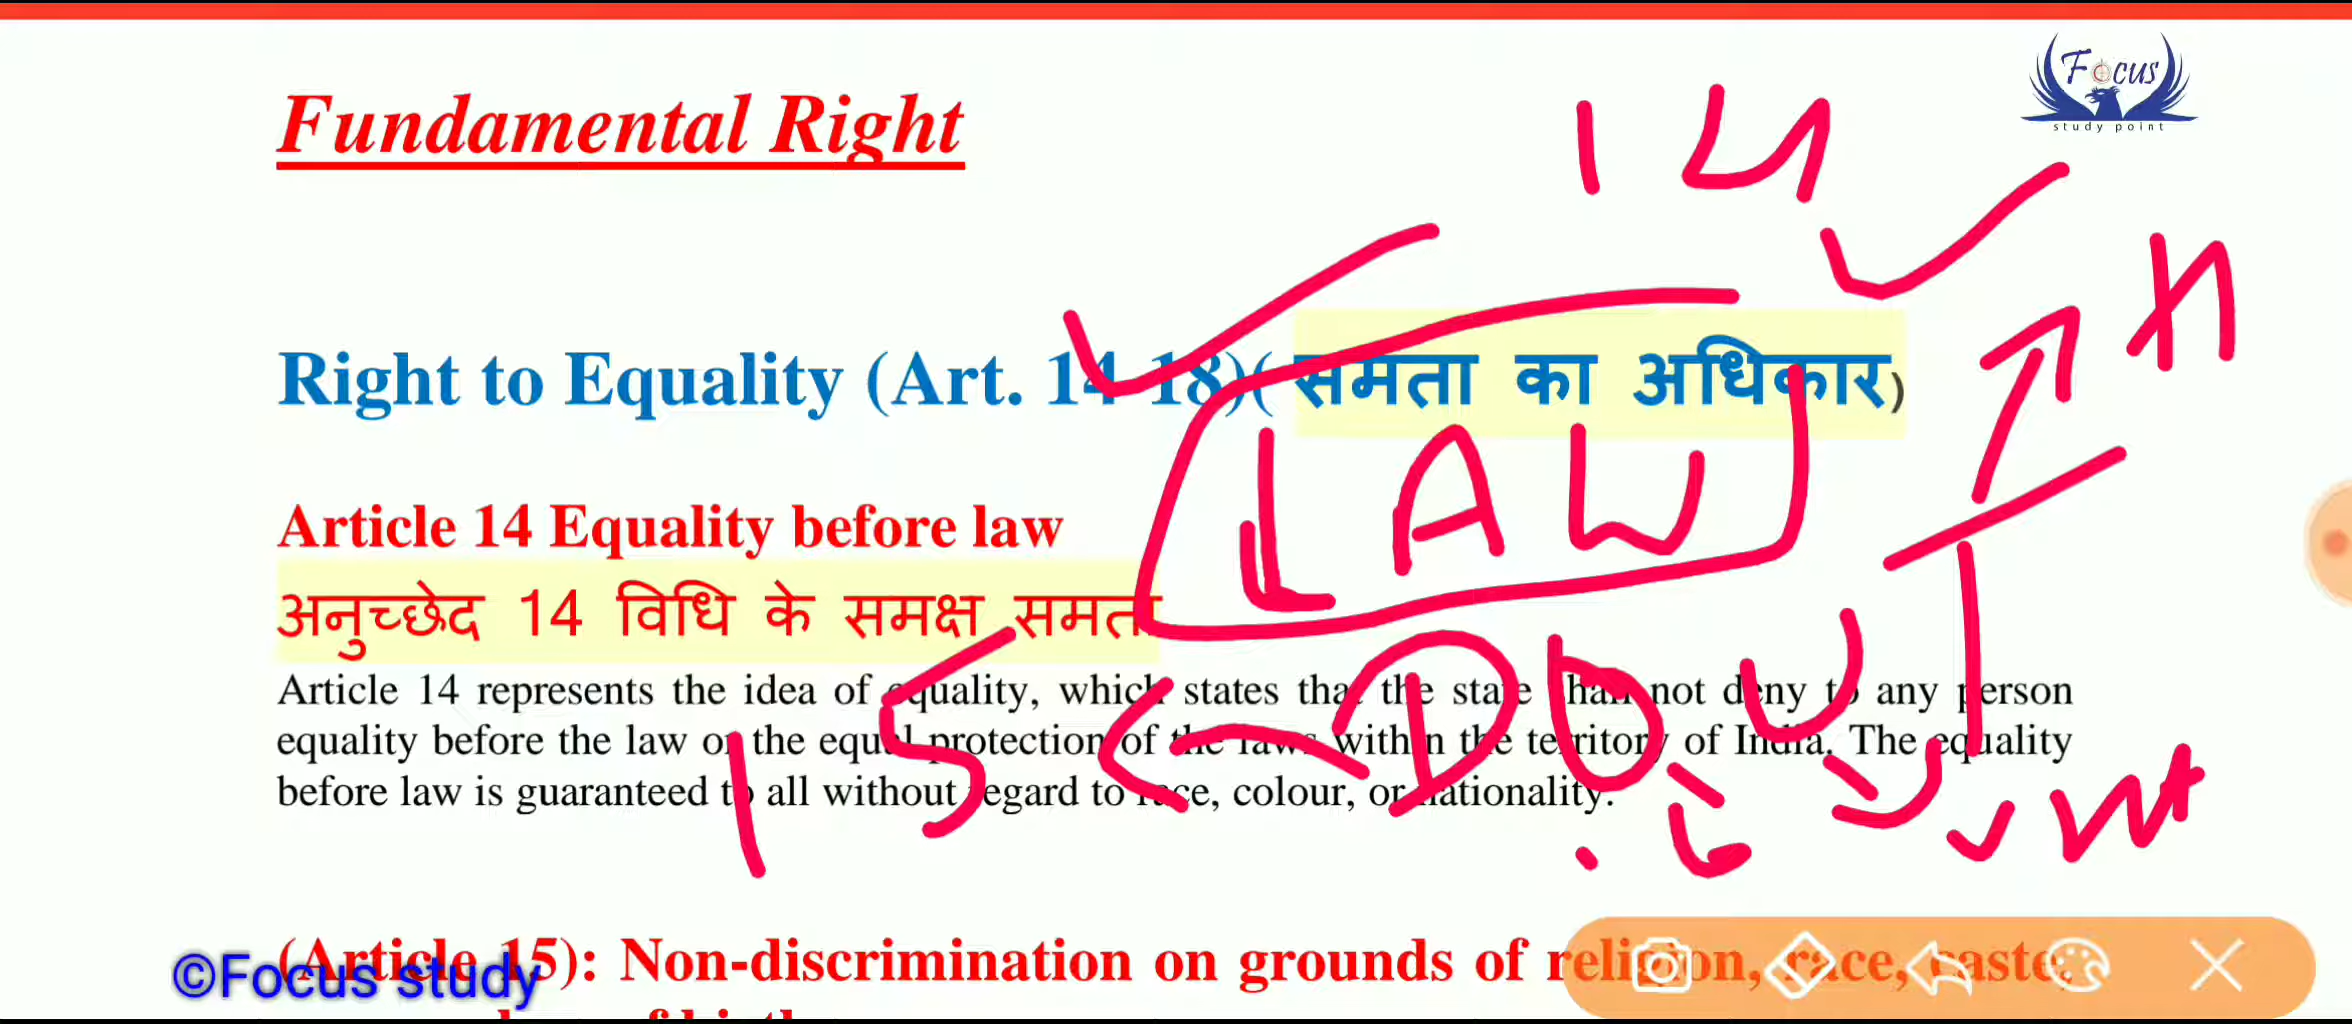 Focus
study point
Fundamental Right
14
Right to Equality (Art. 14-18)( समता का अधिकार)
LAW
Article 14 Equality before law
अनुच्छेद 14 विधि के समक्ष समता
Article 14 represents the idea of equality, which states that the state shall not deny to any person
equality before the law or the equal protection of the laws within the territory of India. The equality
before law is guaranteed to all without regard to race, colour, or nationality.
15
(Article 15): Non-discrimination on grounds of religion, race, caste,
©Focus study